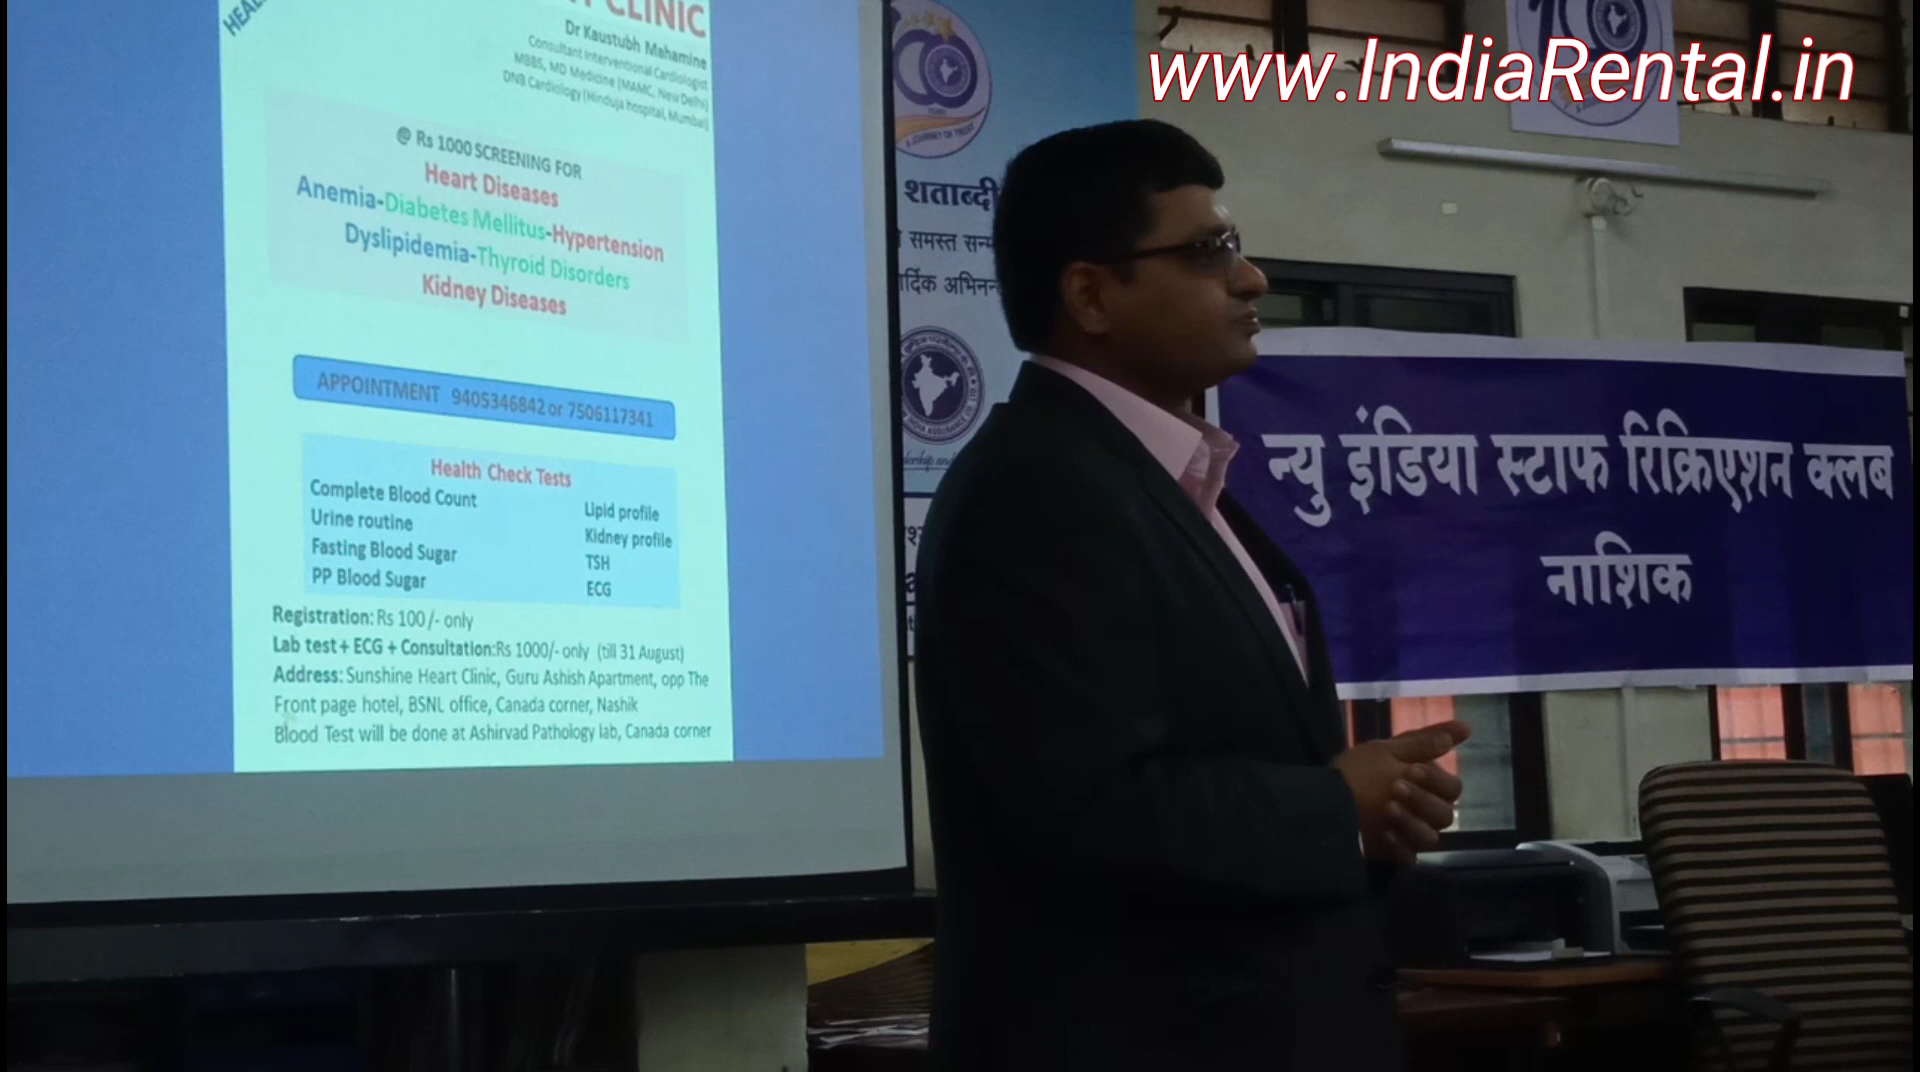 www.IndiaRental.in
CLINIC
Dr Kaustubh Mahamine
Consultant Interventional Cardiologist
MBBS, MD Medicine (MAMC, New Delhi)
DNB Cardiology (Hinduja hospital, Mumbai)
@ Rs 1000 SCREENING FOR
Heart Diseases
Anemia-Diabetes Mellitus-Hypertension
Dyslipidemia-Thyroid Disorders
Kidney Diseases
APPOINTMENT 9405346842 or 7506117341
Health Check Tests
Complete Blood Count
Urine routine
Fasting Blood Sugar
PP Blood Sugar
Lipid profile
Kidney profile
TSH
ECG
Registration: Rs 100/- only
Lab test + ECG + Consultation:Rs 1000/- only (till 31 August)
Address: Sunshine Heart Clinic, Guru Ashish Apartment, opp The
Front page hotel, BSNL office, Canada corner, Nashik
Blood Test will be done at Ashirvad Pathology lab, Canada corner
A JOURNEY OF TRUST
शताब्दी
समस्त
न्यु इंडिया स्टाफ रिक्रिएशन क्लब
नाशिक